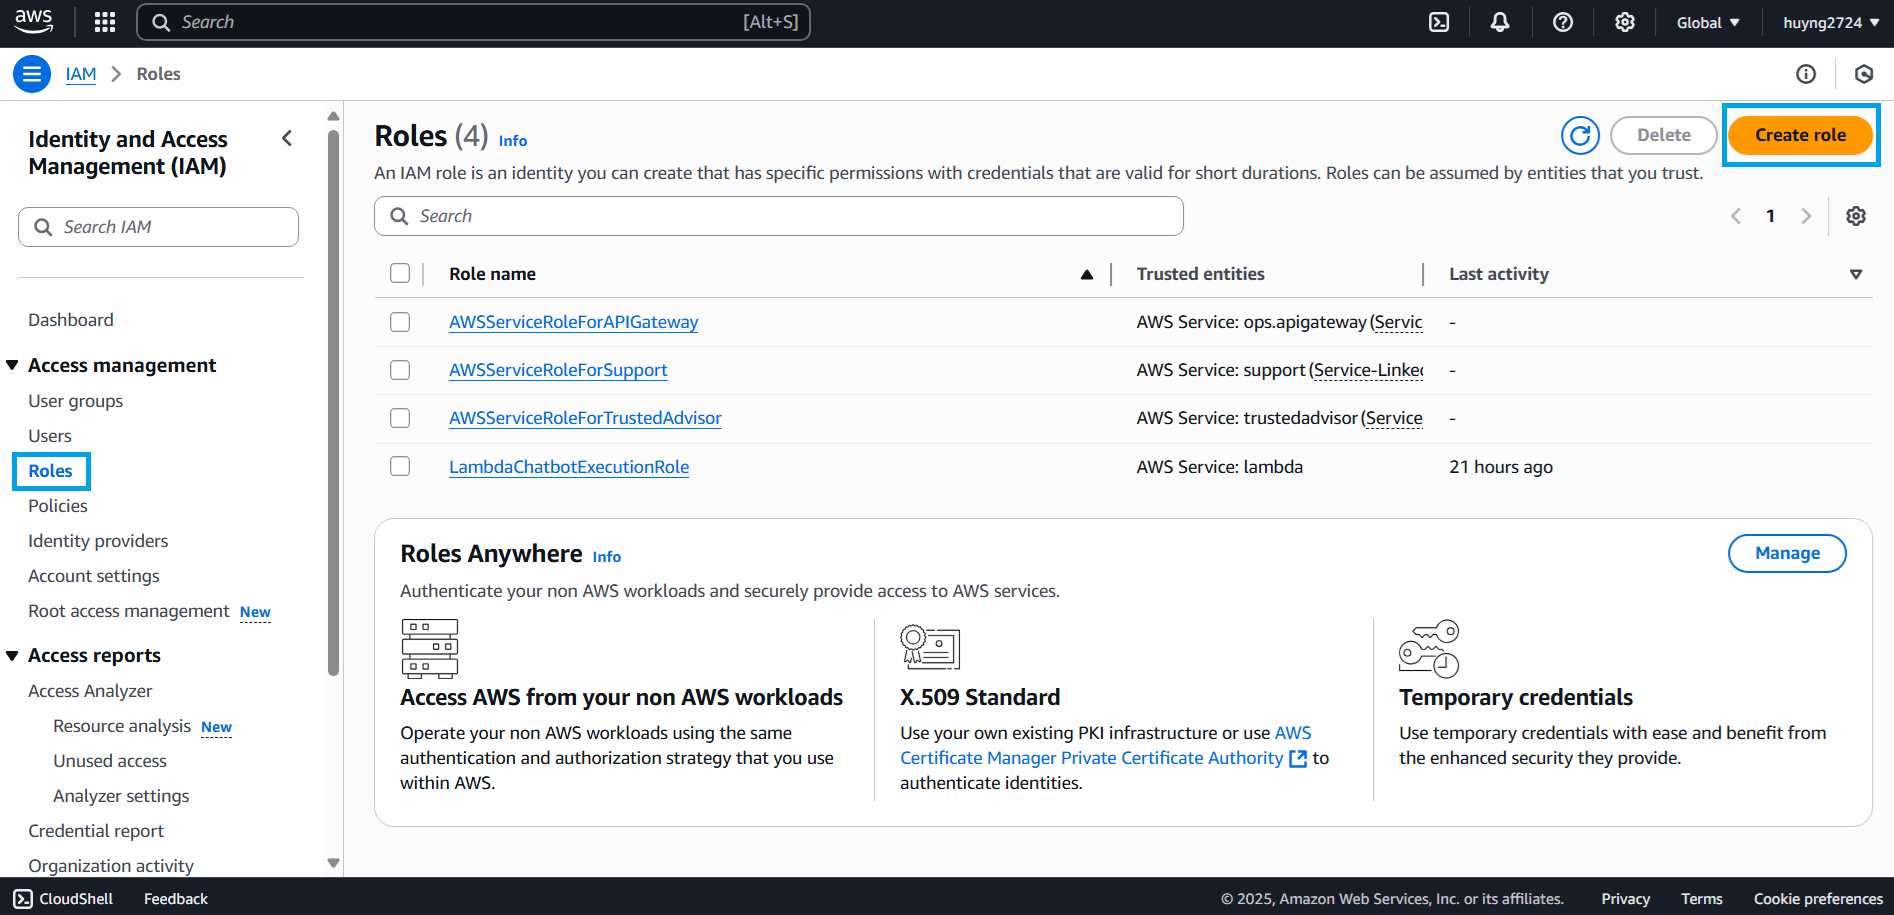 aws
Search [Alt+S]
Global
huyng2724
IAM > Roles
Identity and Access
Management (IAM)
Search IAM
Dashboard
Access management
User groups
Users
Roles
Policies
Identity providers
Account settings
Root access management New
Access reports
Access Analyzer
Resource analysis New
Unused access
Analyzer settings
Credential report
Organization activity
Roles (4) Info
Delete
Create role
An IAM role is an identity you can create that has specific permissions with credentials that are valid for short durations. Roles can be assumed by entities that you trust.
Search
1
Role name Trusted entities Last activity
AWSServiceRoleForAPIGateway AWS Service: ops.apigateway (Servic -
AWSServiceRoleForSupport AWS Service: support (Service-Linked -
AWSServiceRoleForTrustedAdvisor AWS Service: trustedadvisor (Service -
LambdaChatbotExecutionRole AWS Service: lambda 21 hours ago
Roles Anywhere Info
Manage
Authenticate your non AWS workloads and securely provide access to AWS services.
Access AWS from your non AWS workloads
Operate your non AWS workloads using the same
authentication and authorization strategy that you use
within AWS.
X.509 Standard
Use your own existing PKI infrastructure or use AWS
Certificate Manager Private Certificate Authority to
authenticate identities.
Temporary credentials
Use temporary credentials with ease and benefit from
the enhanced security they provide.
CloudShell Feedback
© 2025, Amazon Web Services, Inc. or its affiliates. Privacy Terms Cookie preferences